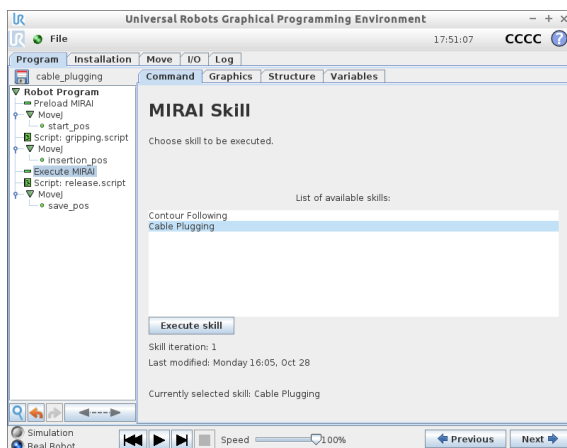 Universal Robots Graphical Programming Environment
File
17:51:07
CCCC
?
Program Installation Move I/O Log
cable_plugging
Command Graphics Structure Variables
Robot Program
Preload MIRAI
MoveJ
start_pos
Script: gripping.script
MoveJ
insertion_pos
Execute MIRAI
Script: release.script
MoveJ
save_pos
MIRAI Skill
Choose skill to be executed.
List of available skills:
Contour Following
Cable Plugging
Execute skill
Skill iteration: 1
Last modified: Monday 16:05, Oct 28
Currently selected skill: Cable Plugging
Simulation
Real Robot
Speed
100%
Previous
Next